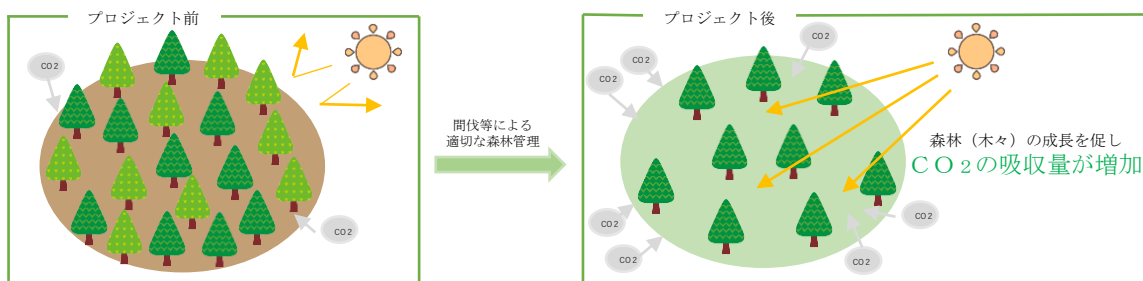 プロジェクト前
CO2
CO2
間伐等による
適切な森林管理
プロジェクト後
CO2
CO2
CO2
CO2
CO2
CO2
CO2
森林（木々）の成長を促し
ＣＯ２の吸収量が増加